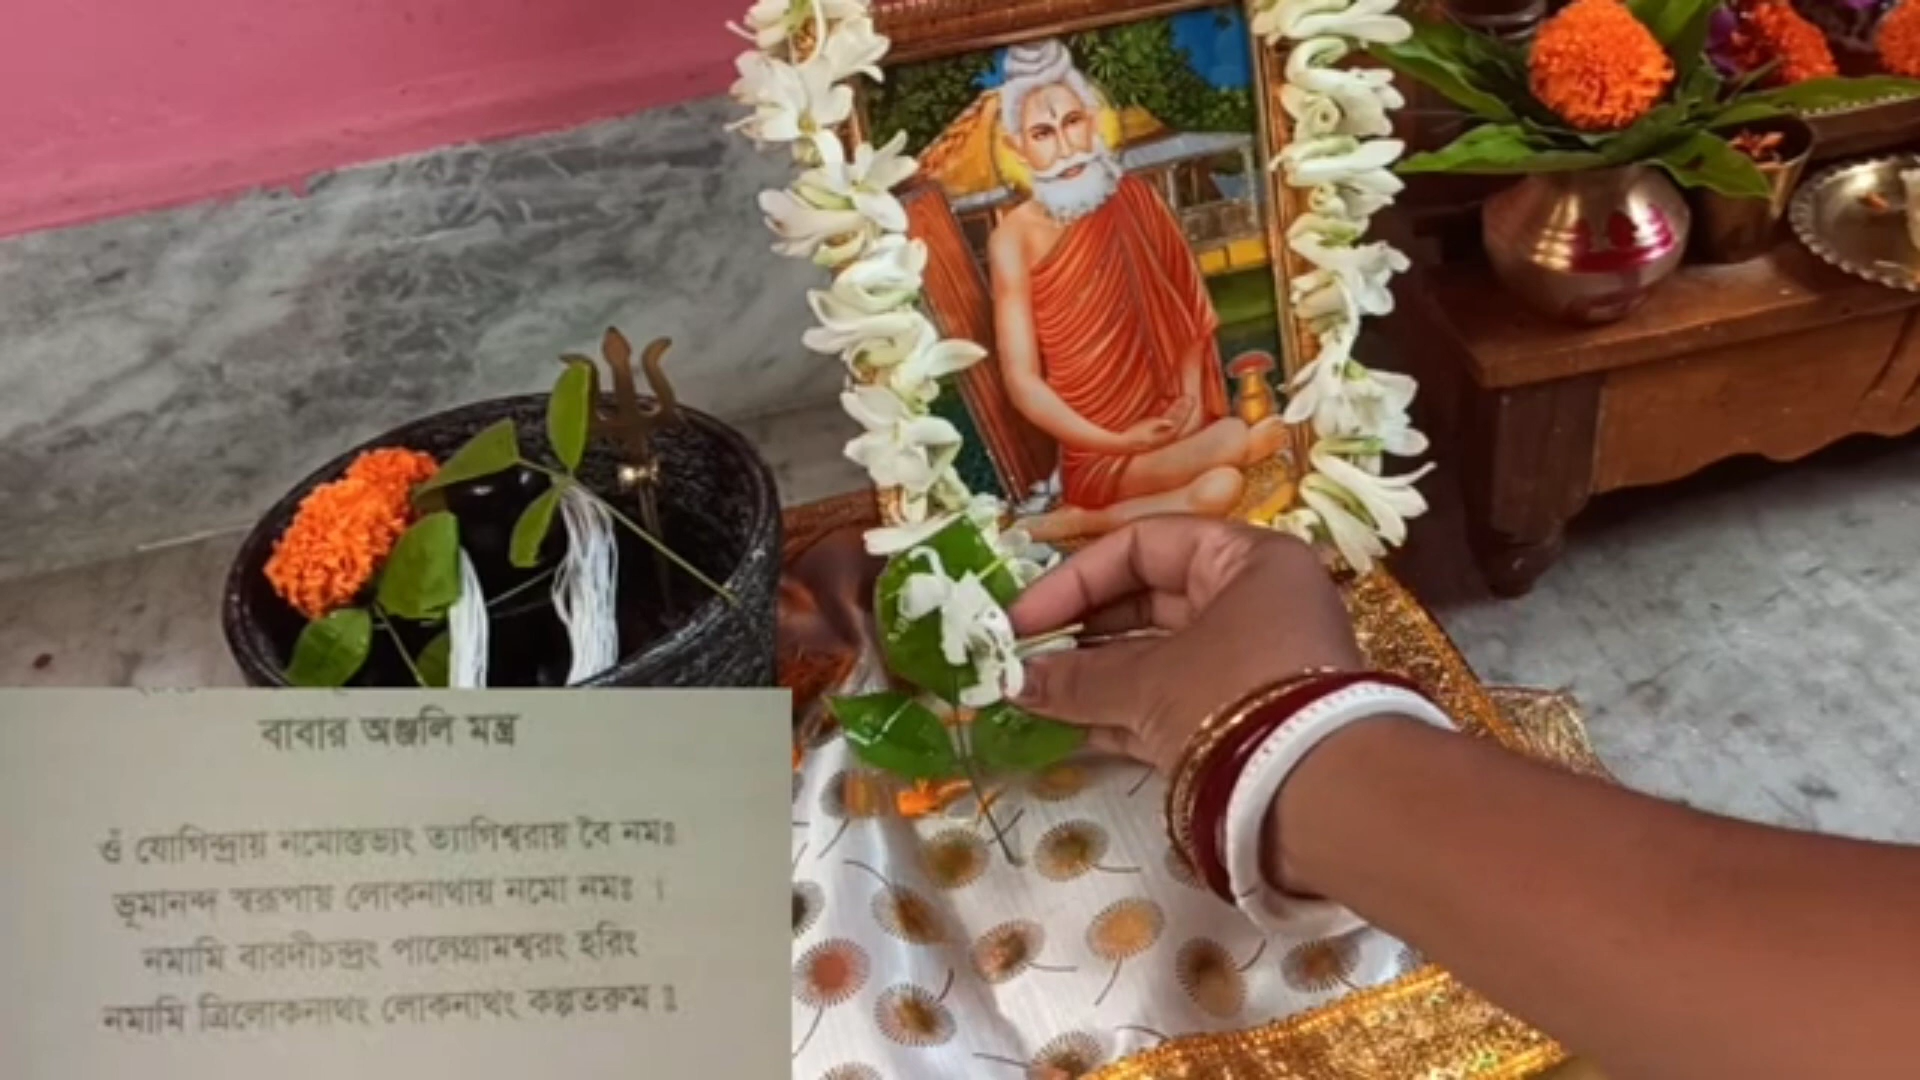 বাবার অঞ্জলি মন্ত্র
ওঁ যোগিন্দ্রায় নমোস্তুভ্যং ত্যাগিশ্বরায় বৈ নমঃ
ভূমানন্দ স্বরূপায় লোকনাথায় নমো নমঃ ।
নমামি বারদীচন্দ্রং পালেগ্রামশ্বরং হরিং
নমামি ত্রিলোকনাথং লোকনাথং কল্পতরুম ঃ